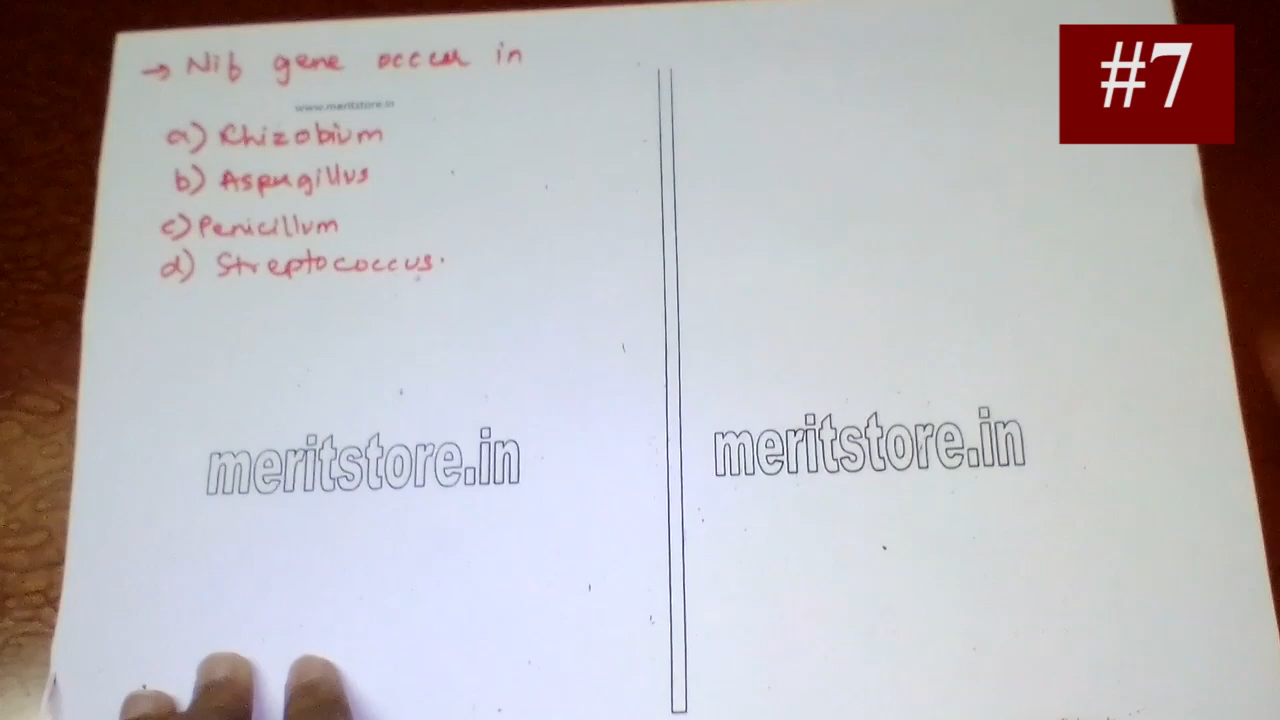 → Nif gene occur in
www.meritstore.in
a) Rhizobium
b) Aspergillus
c) Penicillum
d) Streptococcus.
meritstore.in
meritstore.in
#7